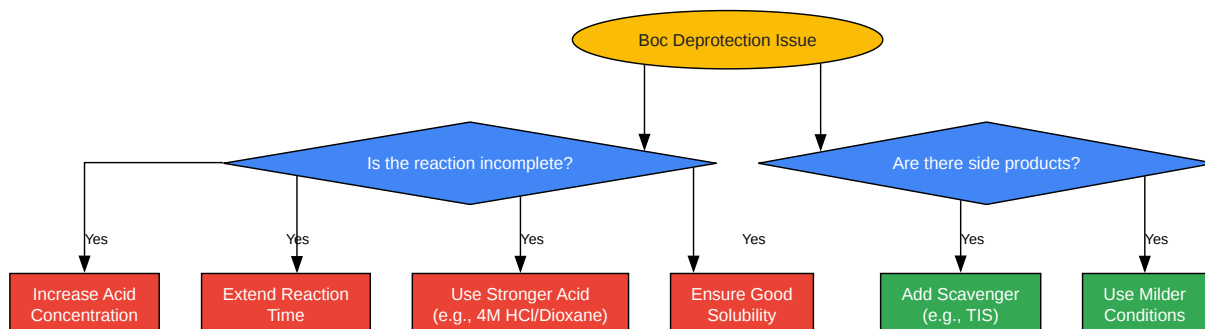 Boc Deprotection Issue
Is the reaction incomplete?
Are there side products?
Yes
Yes
Yes
Yes
Yes
Yes
Increase Acid
Concentration
Extend Reaction
Time
Use Stronger Acid
(e.g., 4M HCl/Dioxane)
Ensure Good
Solubility
Add Scavenger
(e.g., TIS)
Use Milder
Conditions